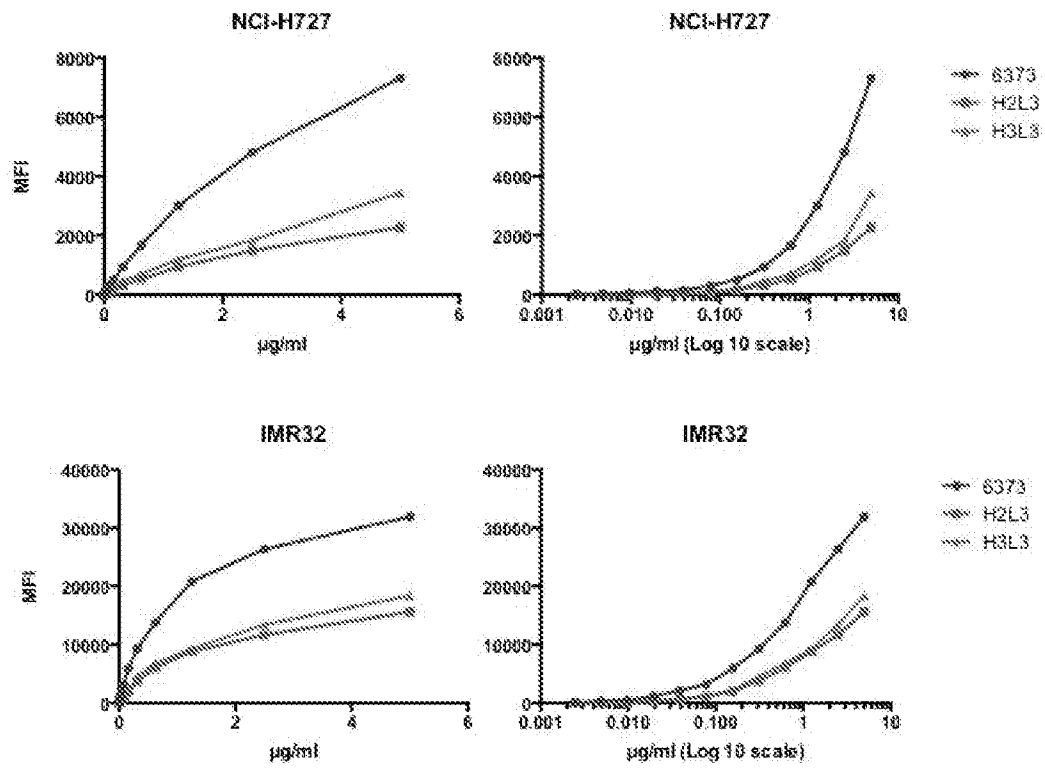 NCI-H727
NCI-H727
8000
6000
4000
2000
0
MFI
0
2
4
6
µg/ml
8000
6000
4000
2000
0
0.001
0.010
0.100
1
10
µg/ml (Log 10 scale)
6373
H2L3
H3L3
IMR32
IMR32
40000
30000
20000
10000
0
MFI
0
2
4
6
µg/ml
40000
30000
20000
10000
0
0.001
0.010
0.100
1
10
µg/ml (Log 10 scale)
6373
H2L3
H3L3